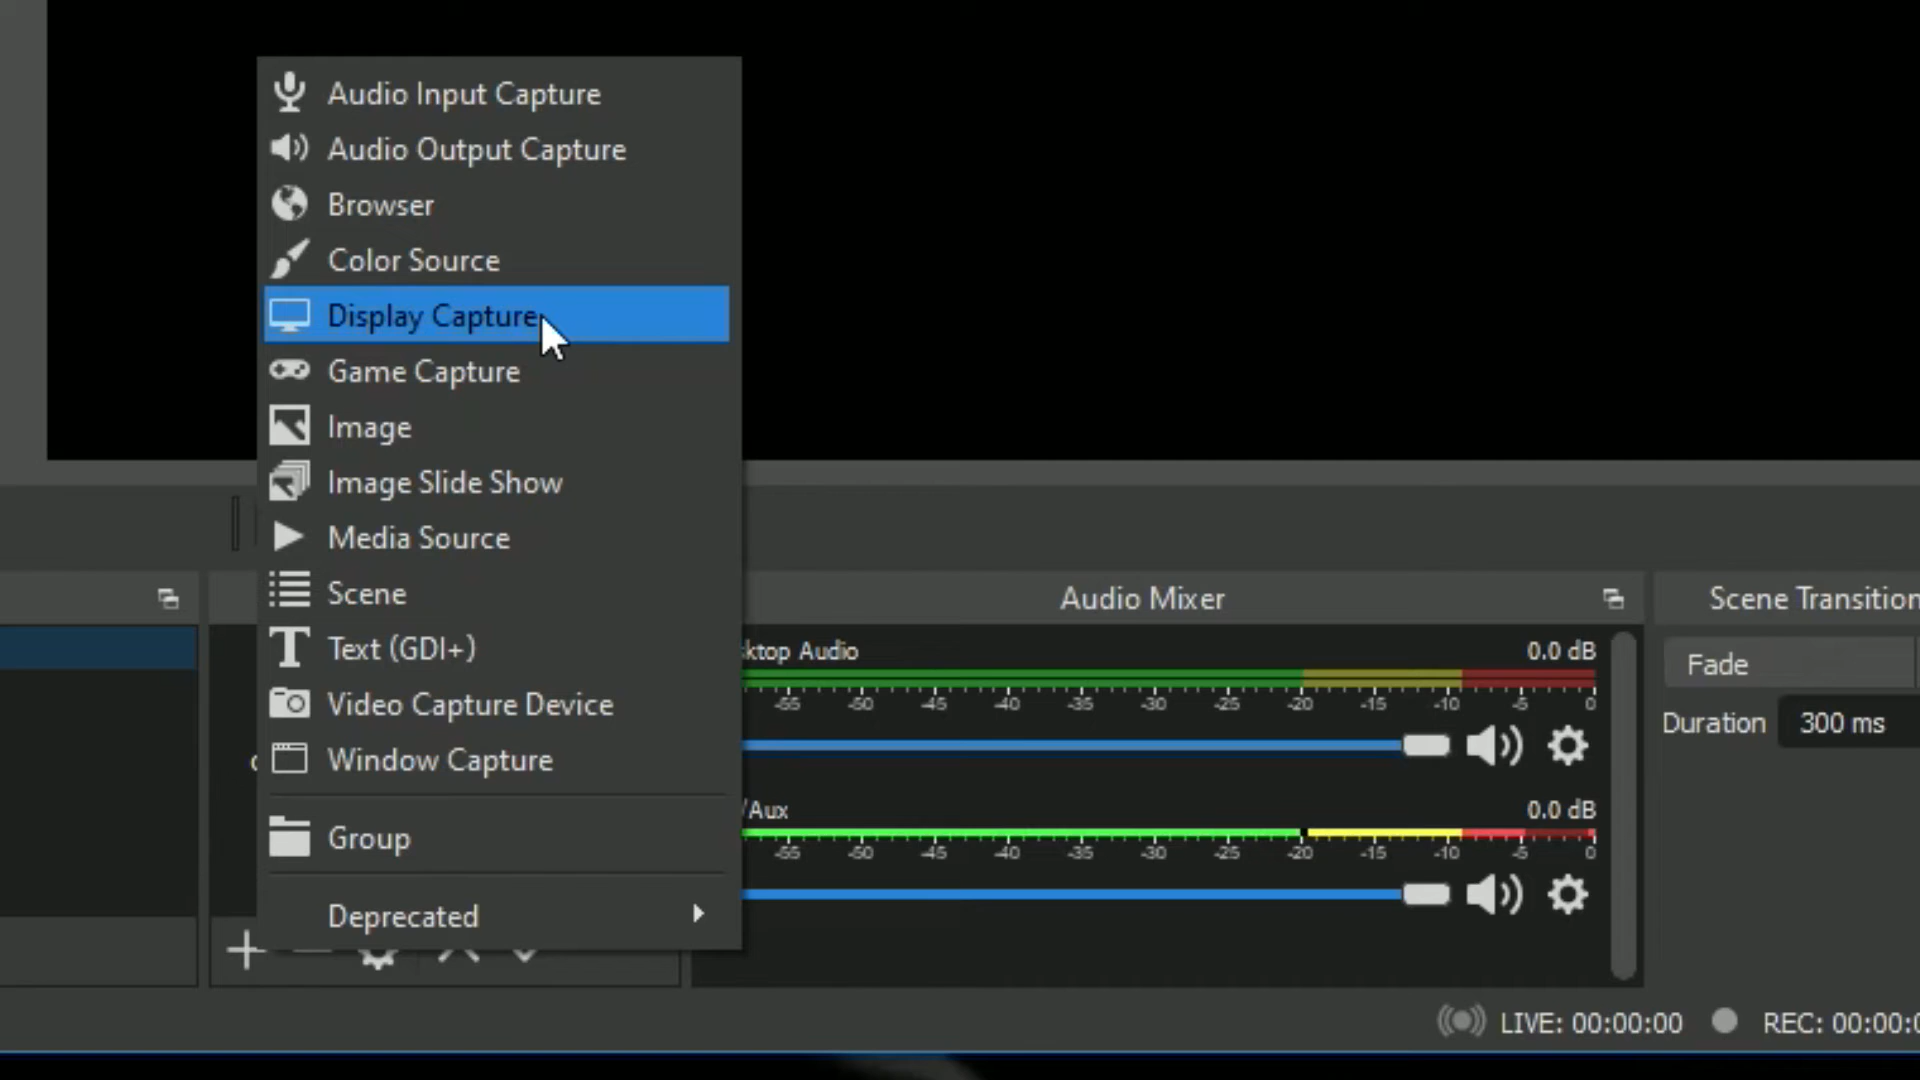 Audio Input Capture
Audio Output Capture
Browser
Color Source
Display Capture
Game Capture
Image
Image Slide Show
Media Source
Scene
Text (GDI+)
Video Capture Device
Window Capture
Group
Deprecated
Audio Mixer
ktop Audio
0.0 dB
-55 -50 -45 -40 -35 -30 -25 -20 -15 -10 -5 0
/Aux
0.0 dB
-55 -50 -45 -40 -35 -30 -25 -20 -15 -10 -5 0
Scene Transition
Fade
Duration 300 ms
LIVE: 00:00:00
REC: 00:00:0